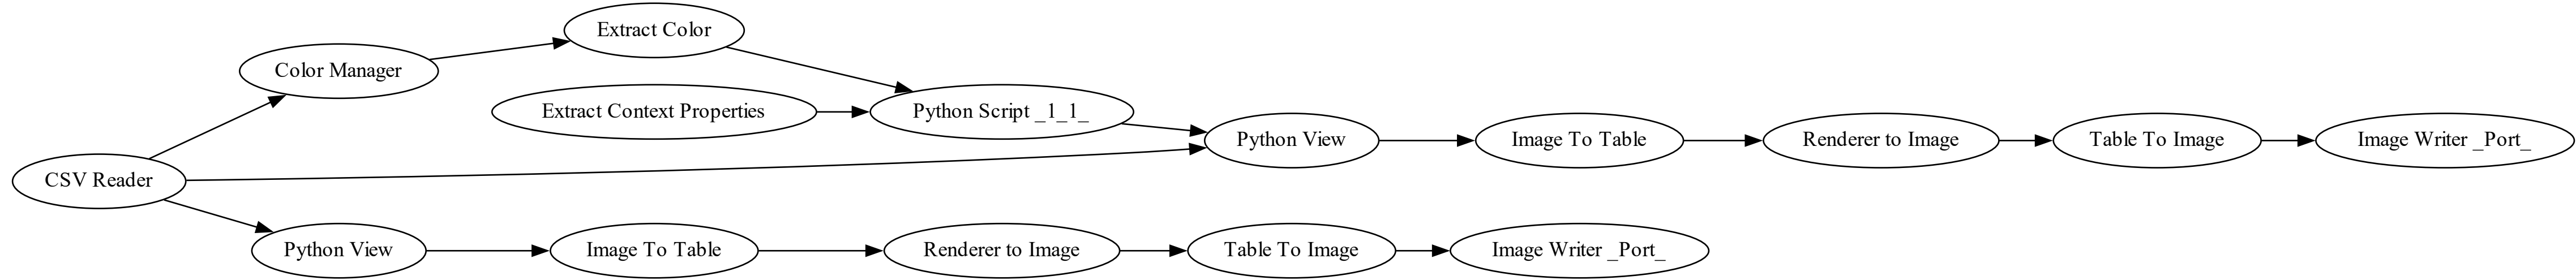 Extract Color
Color Manager
Extract Context Properties
Python Script _1_1_
Python View
Image To Table
Renderer to Image
Table To Image
Image Writer _Port_
CSV Reader
Python View
Image To Table
Renderer to Image
Table To Image
Image Writer _Port_